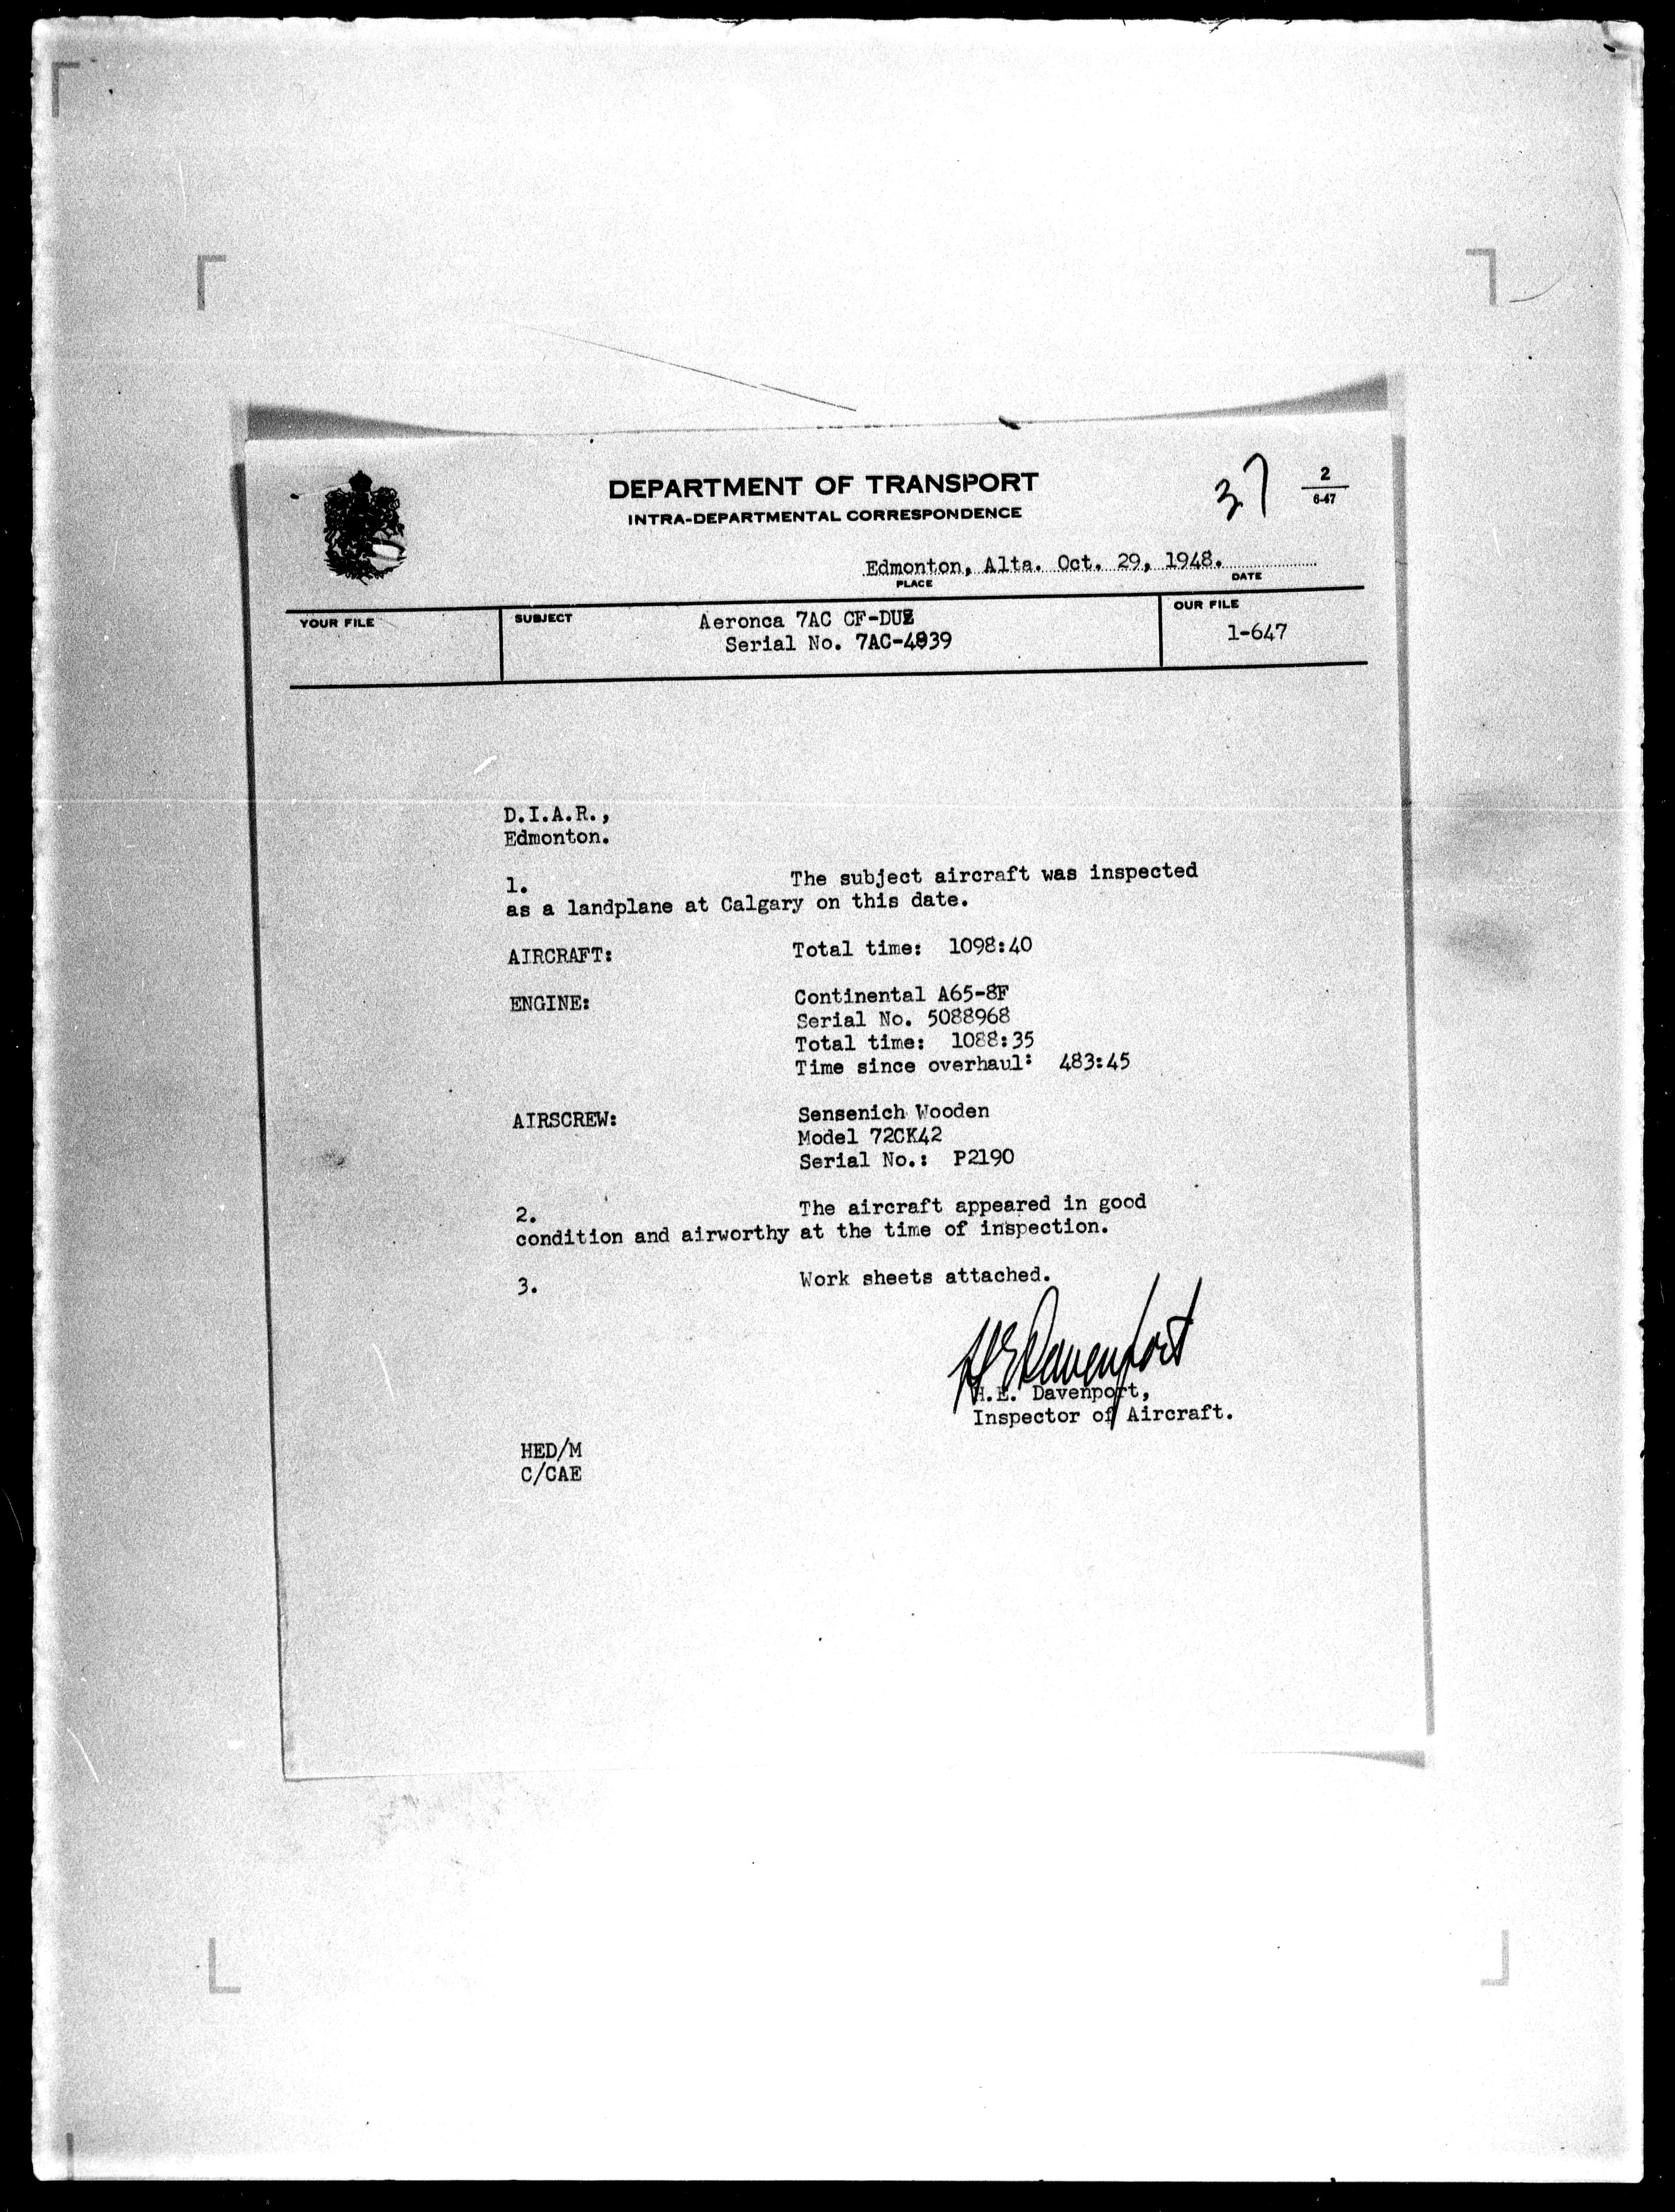 DEPARTMENT OF TRANSPORT
INTRA-DEPARTMENTAL CORRESPONDENCE
37
2
6-47
Edmonton, Alta. Oct. 29, 1948.
PLACE
DATE
YOUR FILE
SUBJECT
Aeronca 7AC CF-DUZ
Serial No. 7AC-4839
OUR FILE
1-647
D.I.A.R.,
Edmonton.
1. The subject aircraft was inspected
as a landplane at Calgary on this date.
AIRCRAFT: Total time: 1098:40
ENGINE: Continental A65-8F
Serial No. 5088968
Total time: 1088:35
Time since overhaul: 483:45
AIRSCREW: Sensenich Wooden
Model 72CK42
Serial No.: P2190
2. The aircraft appeared in good
condition and airworthy at the time of inspection.
3. Work sheets attached.
HE Davenport
H.E. Davenport,
Inspector of Aircraft.
HED/M
C/CAE